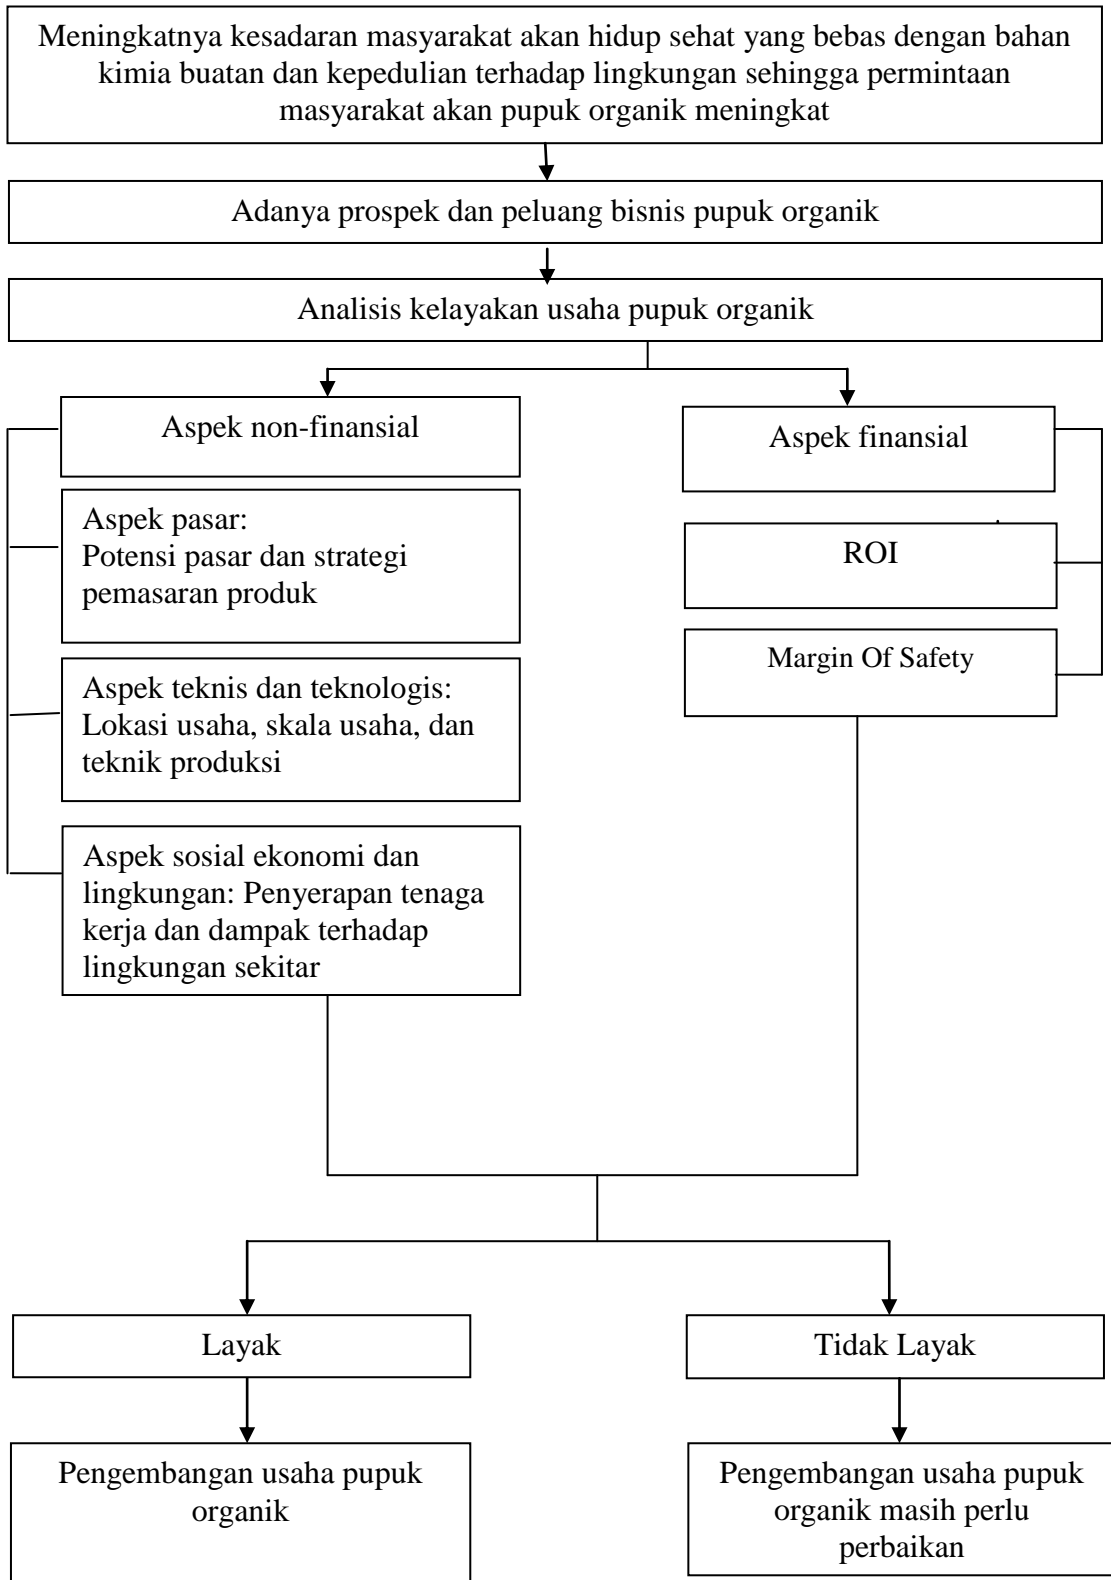 Meningkatnya kesadaran masyarakat akan hidup sehat yang bebas dengan bahan
kimia buatan dan kepedulian terhadap lingkungan sehingga permintaan
masyarakat akan pupuk organik meningkat
Adanya prospek dan peluang bisnis pupuk organik
Analisis kelayakan usaha pupuk organik
Aspek non-finansial
Aspek pasar:
Potensi pasar dan strategi
pemasaran produk
Aspek teknis dan teknologis:
Lokasi usaha, skala usaha, dan
teknik produksi
Aspek sosial ekonomi dan
lingkungan: Penyerapan tenaga
kerja dan dampak terhadap
lingkungan sekitar
Aspek finansial
ROI
Margin Of Safety
Layak
Tidak Layak
Pengembangan usaha pupuk
organik
Pengembangan usaha pupuk
organik masih perlu
perbaikan